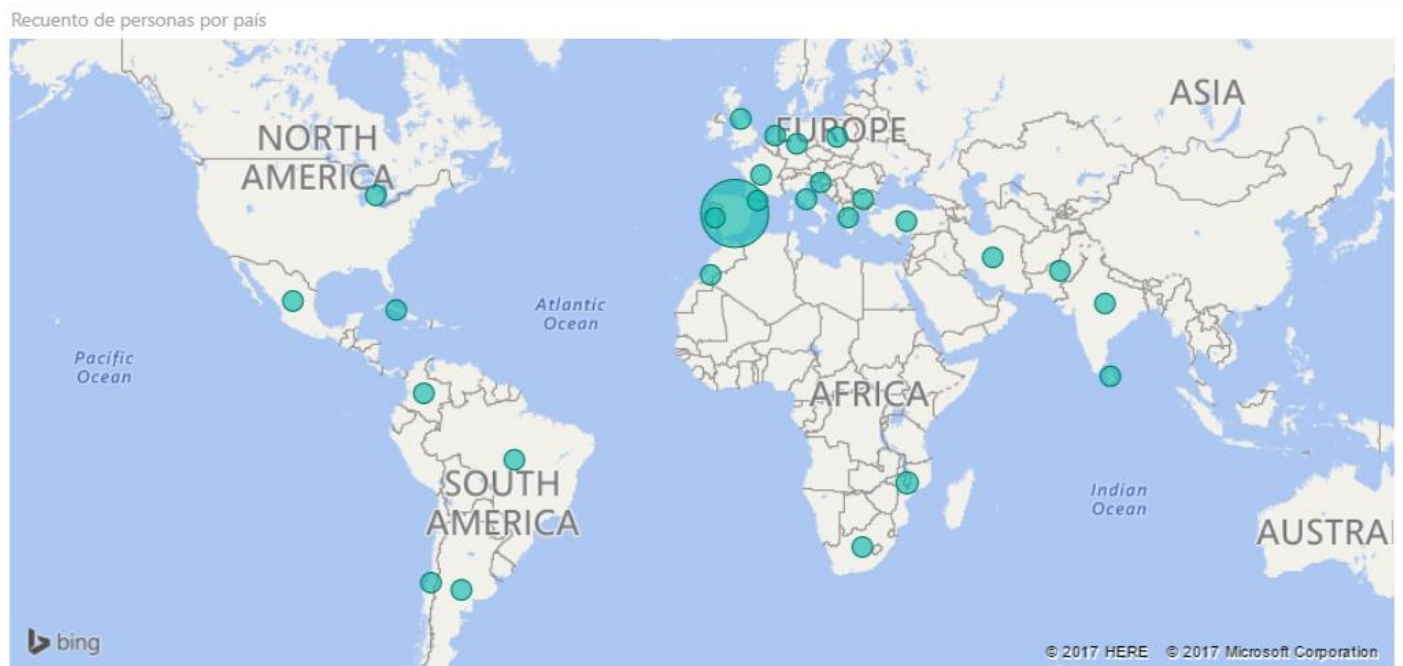 Recuento de personas por país
ASIA
NORTH
AMERICA
EUROPE
Atlantic
Ocean
Pacific
Ocean
AFRICA
SOUTH
AMERICA
Indian
Ocean
AUSTRA
bing
© 2017 HERE © 2017 Microsoft Corporation